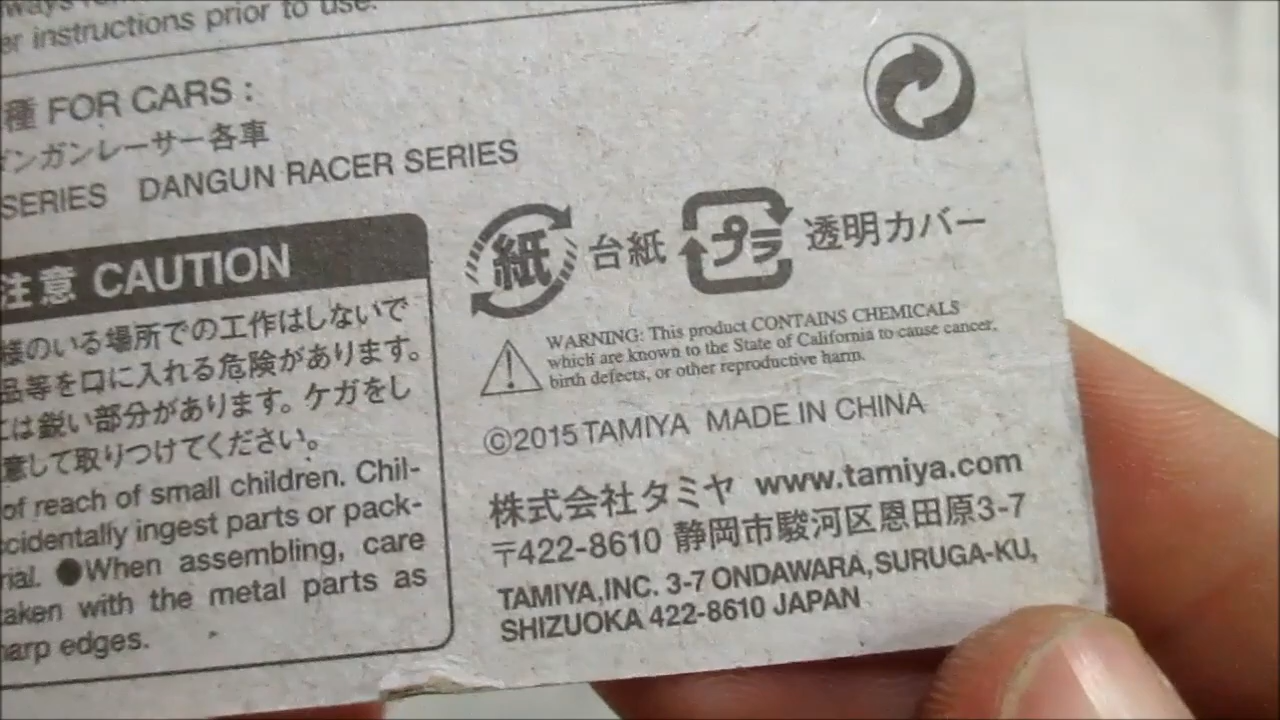 er instructions prior to use.
種 FOR CARS :
ダンガンレーサー各車
SERIES DANGUN RACER SERIES
注意 CAUTION
様のいる場所での工作はしないで
品等を口に入れる危険があります。
には鋭い部分があります。ケガをし
意して取りつけてください。
of reach of small children. Chil-
ccidentally ingest parts or pack-
rial. ●When assembling, care
taken with the metal parts as
harp edges.
紙 台紙 プラ 透明カバー
WARNING: This product CONTAINS CHEMICALS
which are known to the State of California to cause cancer,
birth defects, or other reproductive harm.
©2015 TAMIYA MADE IN CHINA
株式会社タミヤ www.tamiya.com
〒422-8610 静岡市駿河区恩田原3-7
TAMIYA,INC. 3-7 ONDAWARA, SURUGA-KU,
SHIZUOKA 422-8610 JAPAN